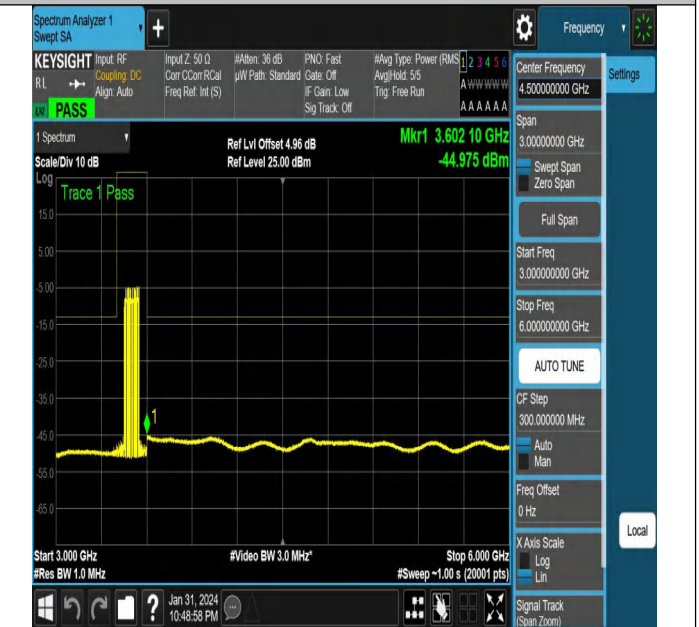 Spectrum Analyzer 1
Swept SA
+
Frequency
KEYSIGHT
RL
PASS
Input: RF
Coupling: DC
Align: Auto
Input Z: 50 Ω
Corr CCorr RCal
Freq Ref: Int (S)
#Atten: 36 dB
µW Path: Standard
PNO: Fast
Gate: Off
IF Gain: Low
Sig Track: Off
#Avg Type: Power (RMS
Avg|Hold: 5/5
Trig: Free Run
1 2 3 4 5 6
A W W W W W
A A A A A A
1 Spectrum
Scale/Div 10 dB
Ref Lvl Offset 4.96 dB
Ref Level 25.00 dBm
Mkr1 3.602 10 GHz
-44.975 dBm
Log
Trace 1 Pass
15.0
5.00
-5.00
-15.0
-25.0
-35.0
1
-45.0
-55.0
-65.0
Start 3.000 GHz
#Res BW 1.0 MHz
#Video BW 3.0 MHz*
Stop 6.000 GHz
#Sweep ~1.00 s (20001 pts)
?
Jan 31, 2024
10:48:58 PM
Center Frequency
4.500000000 GHz
Settings
Span
3.00000000 GHz
Swept Span
Zero Span
Full Span
Start Freq
3.000000000 GHz
Stop Freq
6.000000000 GHz
AUTO TUNE
CF Step
300.000000 MHz
Auto
Man
Freq Offset
0 Hz
Local
X Axis Scale
Log
Lin
Signal Track
(Span Zoom)